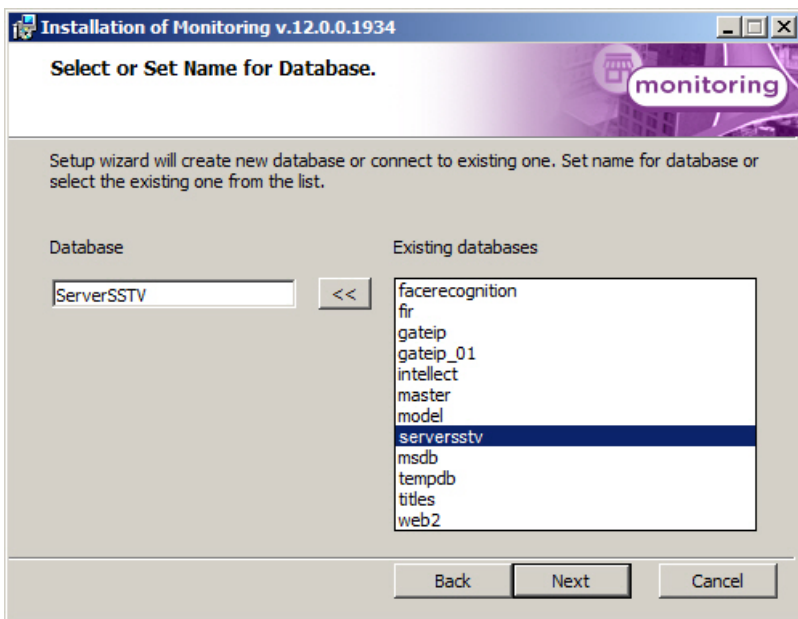 Installation of Monitoring v.12.0.0.1934
Select or Set Name for Database.
monitoring
Setup wizard will create new database or connect to existing one. Set name for database or
select the existing one from the list.
Database
Existing databases
ServerSSTV
<<
facerecognition
fir
gateip
gateip_01
intellect
master
model
serversstv
msdb
tempdb
titles
web2
Back
Next
Cancel